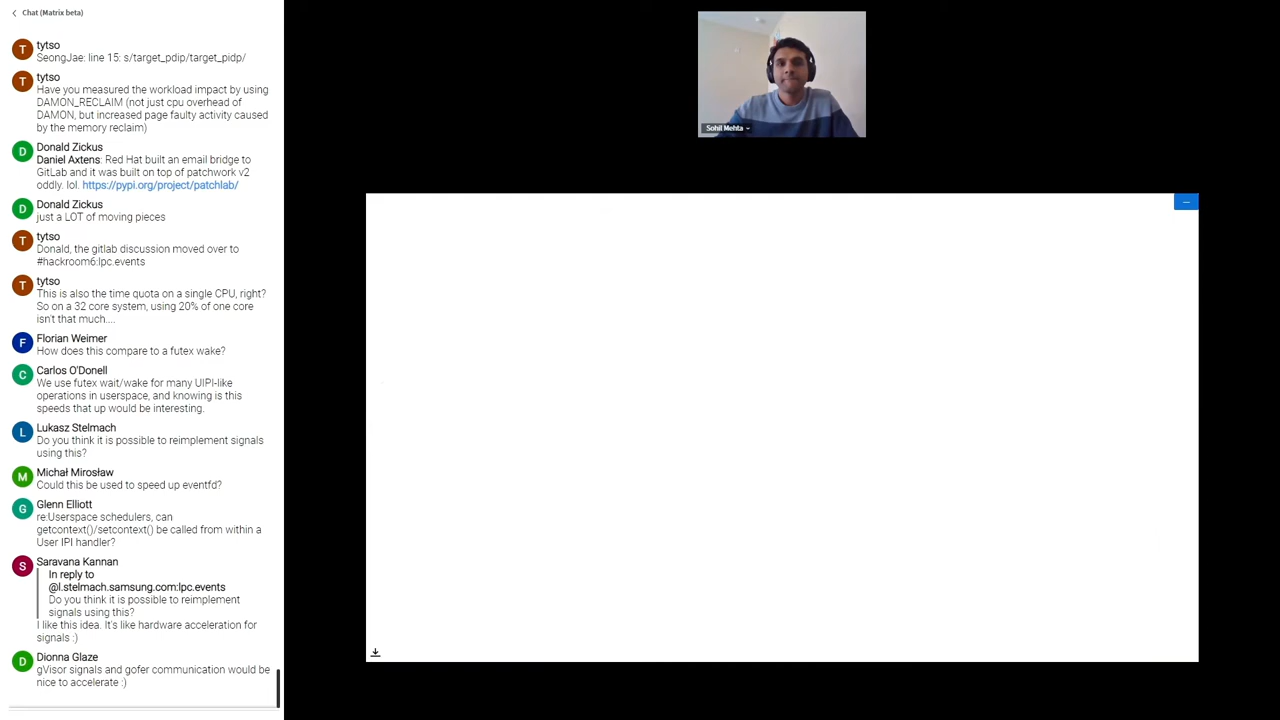 Chat (Matrix beta)
T
tytso
SeongJae: line 15: s/target_pdip/target_pidp/
T
tytso
Have you measured the workload impact by using
DAMON_RECLAIM (not just cpu overhead of
DAMON, but increased page faulty activity caused
by the memory reclaim)
D
Donald Zickus
Daniel Axtens: Red Hat built an email bridge to
GitLab and it was built on top of patchwork v2
oddly. lol. https://pypi.org/project/patchlab/
D
Donald Zickus
just a LOT of moving pieces
T
tytso
Donald, the gitlab discussion moved over to
#hackroom6:lpc.events
T
tytso
This is also the time quota on a single CPU, right?
So on a 32 core system, using 20% of one core
isn't that much....
F
Florian Weimer
How does this compare to a futex wake?
C
Carlos O'Donell
We use futex wait/wake for many UIPI-like
operations in userspace, and knowing is this
speeds that up would be interesting.
L
Lukasz Stelmach
Do you think it is possible to reimplement signals
using this?
M
Michał Mirosław
Could this be used to speed up eventfd?
G
Glenn Elliott
re:Userspace schedulers, can
getcontext()/setcontext() be called from within a
User IPI handler?
S
Saravana Kannan
In reply to
@l.stelmach.samsung.com:lpc.events
Do you think it is possible to reimplement
signals using this?
I like this idea. It's like hardware acceleration for
signals :)
D
Dionna Glaze
gVisor signals and gofer communication would be
nice to accelerate :)
Sohil Mehta